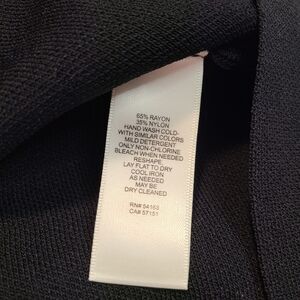 65% RAYON
35% NYLON
HAND WASH COLD-
WITH SIMILAR COLORS
MILD DETERGENT
ONLY NON-CHLORINE
BLEACH WHEN NEEDED
RESHAPE,
LAY FLAT TO DRY
COOL IRON
AS NEEDED
MAY BE
DRY CLEANED
RN# 54163
CA# 57151